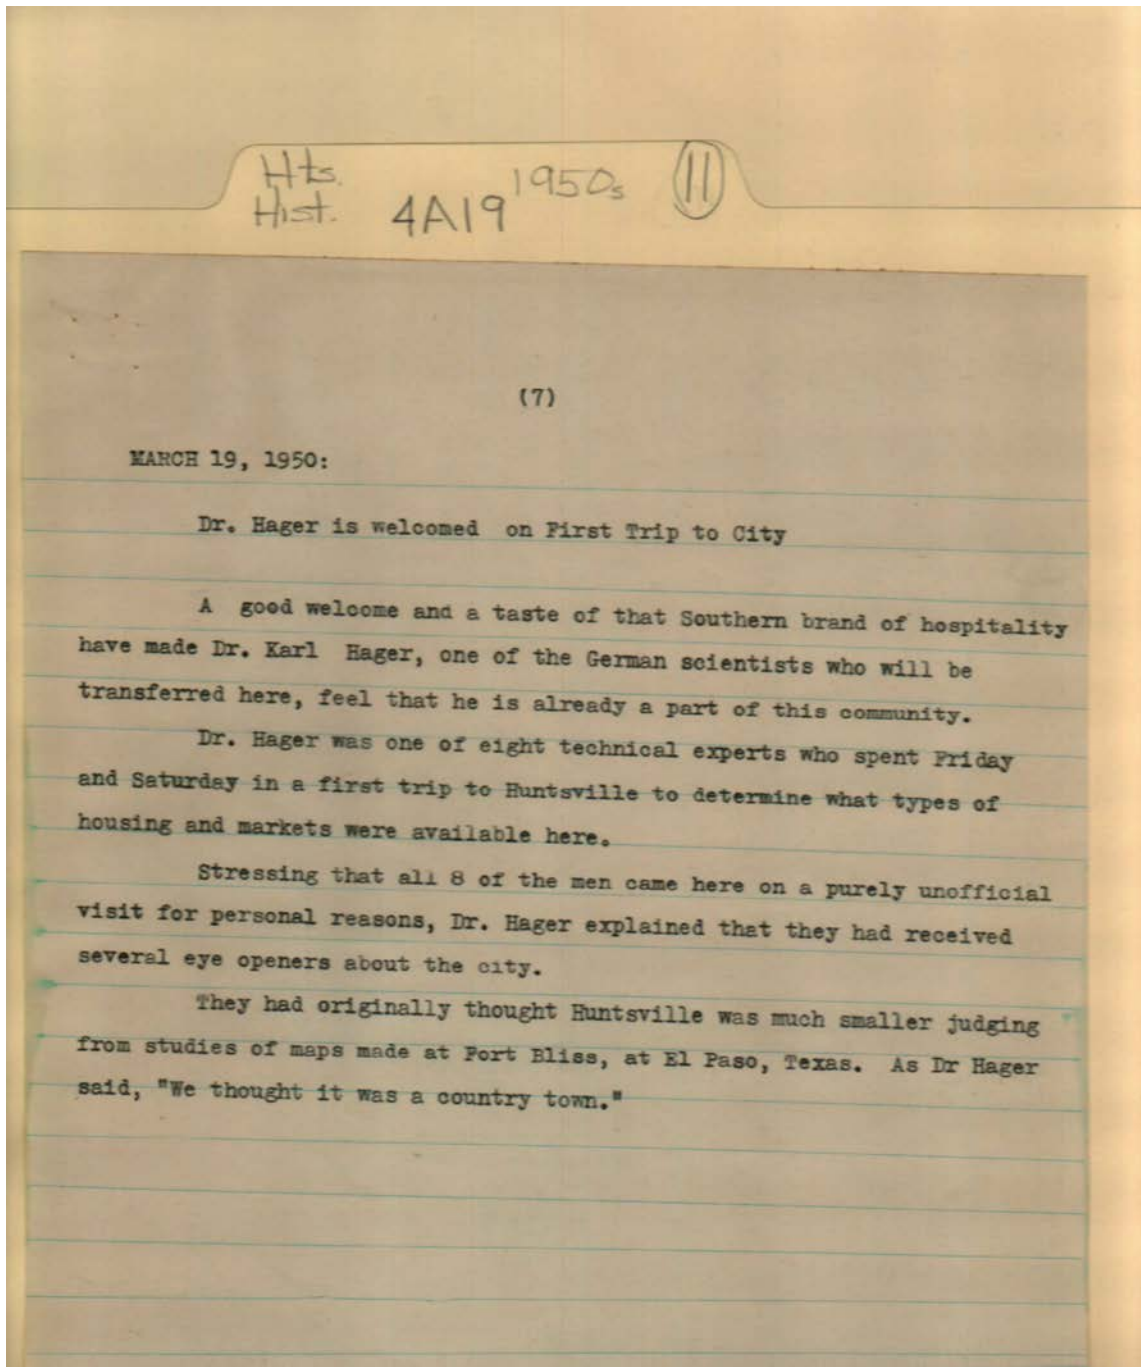 Hts. 1950s 11
Hist. 4A19
(7)
MARCH 19, 1950:
Dr. Hager is welcomed on First Trip to City
A good welcome and a taste of that Southern brand of hospitality
have made Dr. Karl Hager, one of the German scientists who will be
transferred here, feel that he is already a part of this community.
Dr. Hager was one of eight technical experts who spent Friday
and Saturday in a first trip to Huntsville to determine what types of
housing and markets were available here.
Stressing that all 8 of the men came here on a purely unofficial
visit for personal reasons, Dr. Hager explained that they had received
several eye openers about the city.
They had originally thought Huntsville was much smaller judging
from studies of maps made at Fort Bliss, at El Paso, Texas. As Dr Hager
said, "We thought it was a country town."